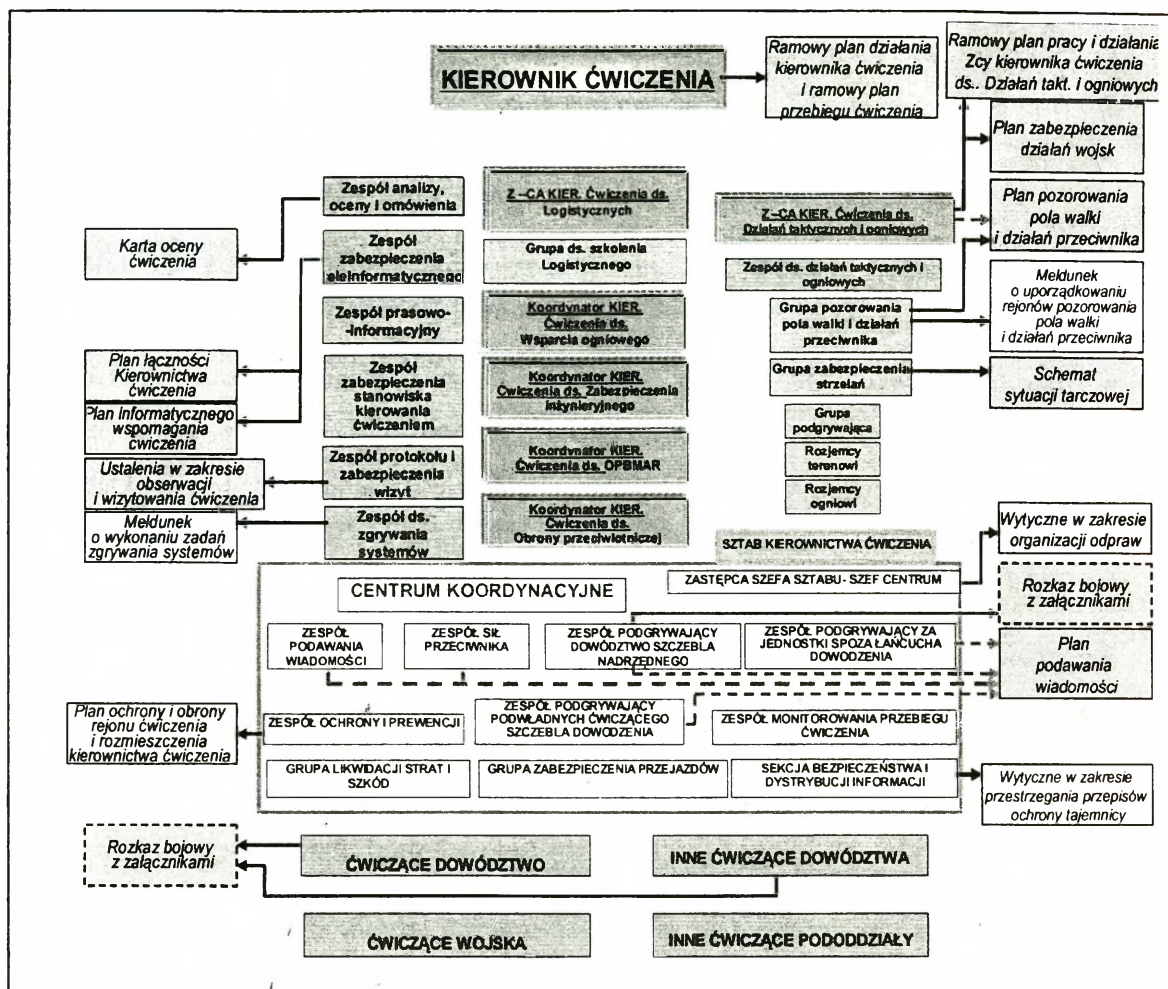 KIEROWNIK ĆWICZENIA
Ramowy plan działania
kierownika ćwiczenia
i ramowy plan
przebiegu ćwiczenia
Ramowy plan pracy i działania
Zcy kierownika ćwiczenia
ds.. Działań takt. i ogniowych
Plan zabezpieczenia
działań wojsk
Plan pozorowania
pola walki
i działań przeciwnika
Meldunek
o uporządkowaniu
rejonów pozorowania
pola walki
i działań przeciwnika
Schemat
sytuacji tarczowej
Karta oceny
ćwiczenia
Plan łączności
Kierownictwa
ćwiczenia
Plan informatycznego
wspomagania
ćwiczenia
Ustalenia w zakresie
obserwacji
i wizytowania ćwiczenia
Meldunek
o wykonaniu zadań
zgrywania systemów
Zespół analizy,
oceny i omówienia
Zespół
zabezpieczenia
eleinformatycznego
Zespół prasowo-
-informacyjny
Zespół
zabezpieczenia
stanowiska
kierowania
ćwiczeniem
Zespół protokołu i
zabezpieczenia
wizyt
Zespół ds.
zgrywania
systemów
Z –CA KIER. Ćwiczenia ds.
Logistycznych
Grupa ds. szkolenia
Logistycznego
Koordynator KIER.
Ćwiczenia ds.
Wsparcia ogniowego
Koordynator KIER.
Ćwiczenia ds. Zabezpieczenia
inżynieryjnego
Koordynator KIER.
Ćwiczenia ds. OPBMAR
Koordynator KIER.
Ćwiczenia ds.
Obrony przeciwlotniczej
Z –CA KIER. Ćwiczenia ds.
Działań taktycznych i ogniowych
Zespół ds. działań taktycznych i
ogniowych
Grupa pozorowania
pola walki i działań
przeciwnika
Grupa zabezpieczenia
strzelań
Grupa
podgrywająca
Rozjemcy
terenowi
Rozjemcy
ogniowi
SZTAB KIEROWNICTWA ĆWICZENIA
CENTRUM KOORDYNACYJNE
ZASTĘPCA SZEFA SZTABU- SZEF CENTRUM
ZESPÓŁ
PODAWANIA
WIADOMOŚCI
ZESPÓŁ SIŁ
PRZECIWNIKA
ZESPÓŁ PODGRYWAJĄCY
DOWÓDZTWO SZCZEBLA
NADRZĘDNEGO
ZESPÓŁ PODGRYWAJĄCY ZA
JEDNOSTKI SPOZA ŁAŃCUCHA
DOWODZENIA
ZESPÓŁ OCHRONY I PREWENCJI
ZESPÓŁ PODGRYWAJĄCY
PODWŁADNYCH ĆWICZĄCEGO
SZCZEBLA DOWODZENIA
ZESPÓŁ MONITOROWANIA PRZEBIEGU
ĆWICZENIA
GRUPA LIKWIDACJI STRAT I
SZKÓD
GRUPA ZABEZPIECZENIA PRZEJAZDÓW
SEKCJA BEZPIECZEŃSTWA I
DYSTRYBUCJI INFORMACJI
Wytyczne w zakresie
organizacji odpraw
Rozkaz bojowy
z załącznikami
Plan
podawania
wiadomości
Wytyczne w zakresie
przestrzegania przepisów
ochrony tajemnicy
Plan ochrony i obrony
rejonu ćwiczenia
i rozmieszczenia
kierownictwa ćwiczenia
Rozkaz bojowy
z załącznikami
ĆWICZĄCE DOWÓDZTWO
INNE ĆWICZĄCE DOWÓDZTWA
ĆWICZĄCE WOJSKA
INNE ĆWICZĄCE PODODDZIAŁY